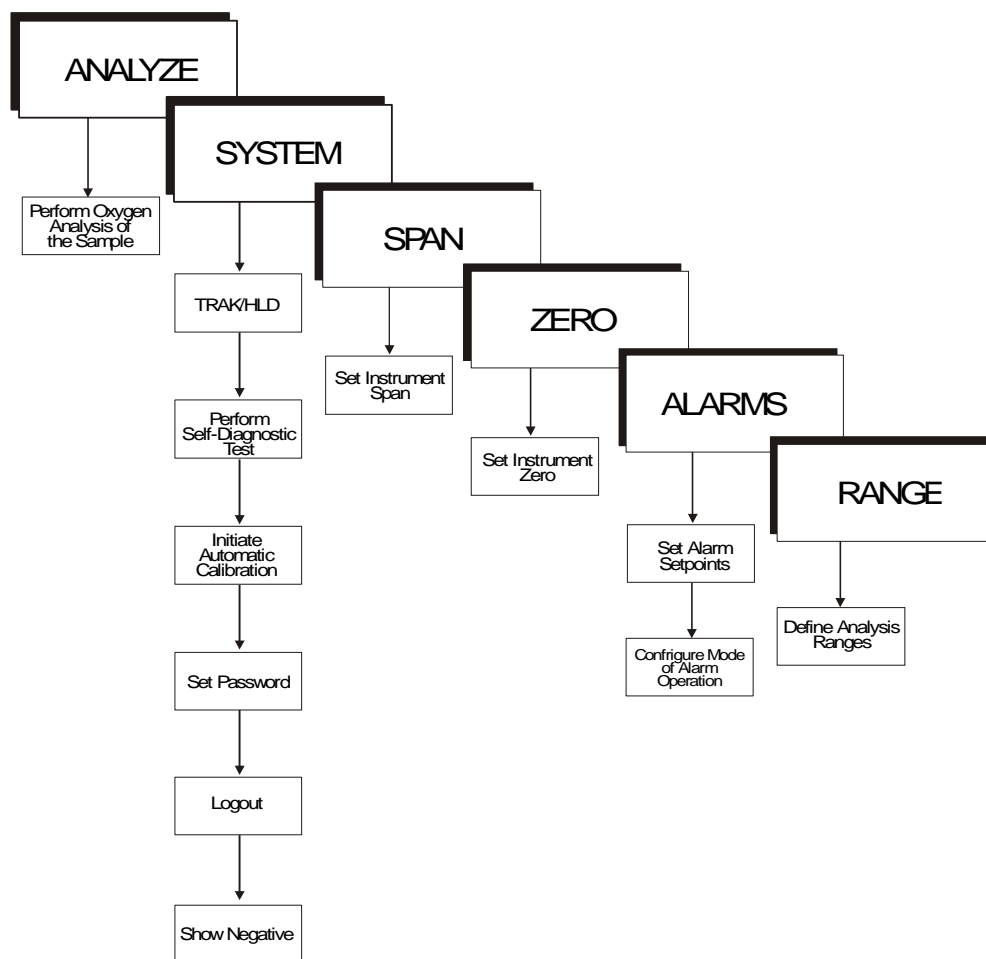 ANALYZE
Perform Oxygen
Analysis of
the Sample
SYSTEM
TRAK/HLD
Perform
Self-Diagnostic
Test
Initiate
Automatic
Calibration
Set Password
Logout
Show Negative
SPAN
Set Instrument
Span
ZERO
Set Instrument
Zero
ALARMS
Set Alarm
Setpoints
Confrigure Mode
of Alarm
Operation
RANGE
Define Analysis
Ranges